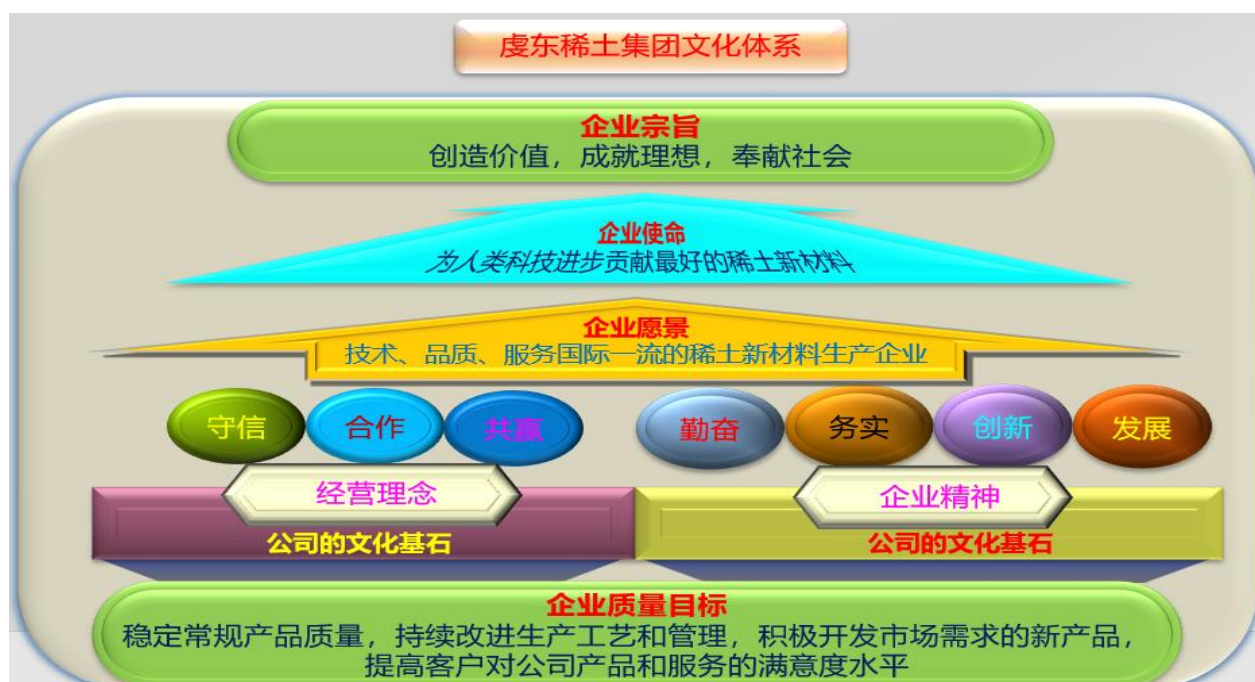 虔东稀土集团文化体系
企业宗旨
创造价值，成就理想，奉献社会
企业使命
为人类科技进步贡献最好的稀土新材料
企业愿景
技术、品质、服务国际一流的稀土新材料生产企业
守信 合作 共赢 勤奋 务实 创新 发展
经营理念 企业精神
公司的文化基石 公司的文化基石
企业质量目标
稳定常规产品质量，持续改进生产工艺和管理，积极开发市场需求的新产品，
提高客户对公司产品和服务的满意度水平